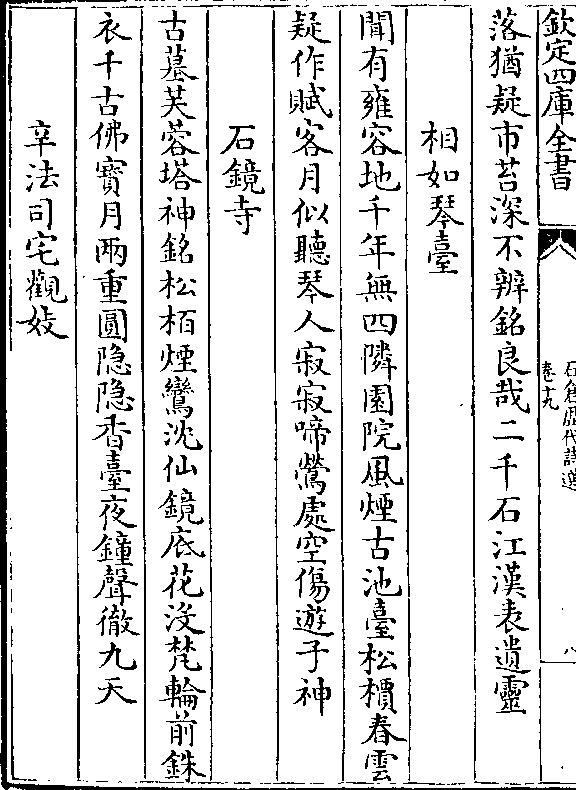 欽定四庫全書
石倉歷代詩選
卷十九
八
落猶疑市苔深不辨銘良哉二千石江漢表遺靈
相如琴臺
聞有雍容地千年無四隣園院風煙古池臺松檟春雲
疑作賦客月似聽琴人寂寂啼鶯處空傷遊子神
石鏡寺
古墓芙蓉塔神銘松栢煙鸞沈仙鏡底花沒梵輪前銖
衣千古佛寶月兩重圓隐隐香臺夜鐘聲徹九天
辛法司宅觀妓